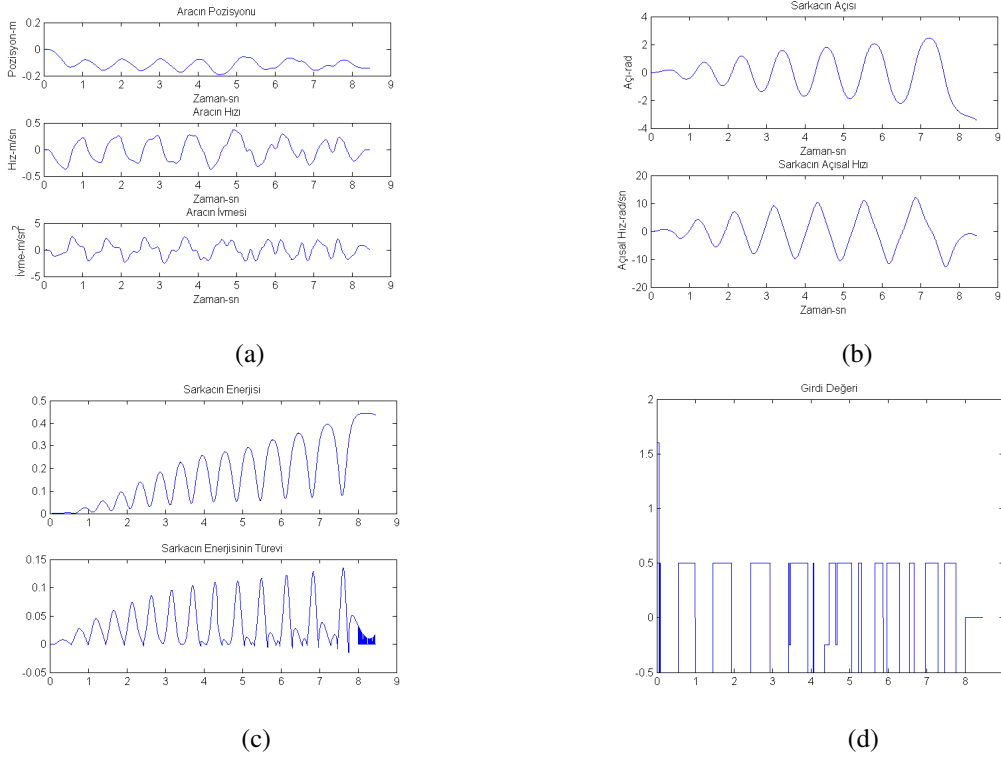 Aracın Pozisyonu
Pozisyon-m
0.2
0
-0.2
0 1 2 3 4 5 6 7 8 9
Zaman-sn
Aracın Hızı
Hız-m/sn
0.5
0
-0.5
0 1 2 3 4 5 6 7 8 9
Zaman-sn
Aracın İvmesi
İvme-m/sn²
5
0
-5
0 1 2 3 4 5 6 7 8 9
Zaman-sn
(a)
Sarkacın Açısı
Açı-rad
4
2
0
-2
-4
0 1 2 3 4 5 6 7 8 9
Zaman-sn
Sarkacın Açısal Hızı
Açısal Hız-rad/sn
20
10
0
-10
-20
0 1 2 3 4 5 6 7 8 9
Zaman-sn
(b)
Sarkacın Enerjisi
0.5
0.4
0.3
0.2
0.1
0
0 1 2 3 4 5 6 7 8 9
Sarkacın Enerjisinin Türevi
0.15
0.1
0.05
0
-0.05
0 1 2 3 4 5 6 7 8 9
(c)
Girdi Değeri
2
1.5
1
0.5
0
-0.5
0 1 2 3 4 5 6 7 8
(d)